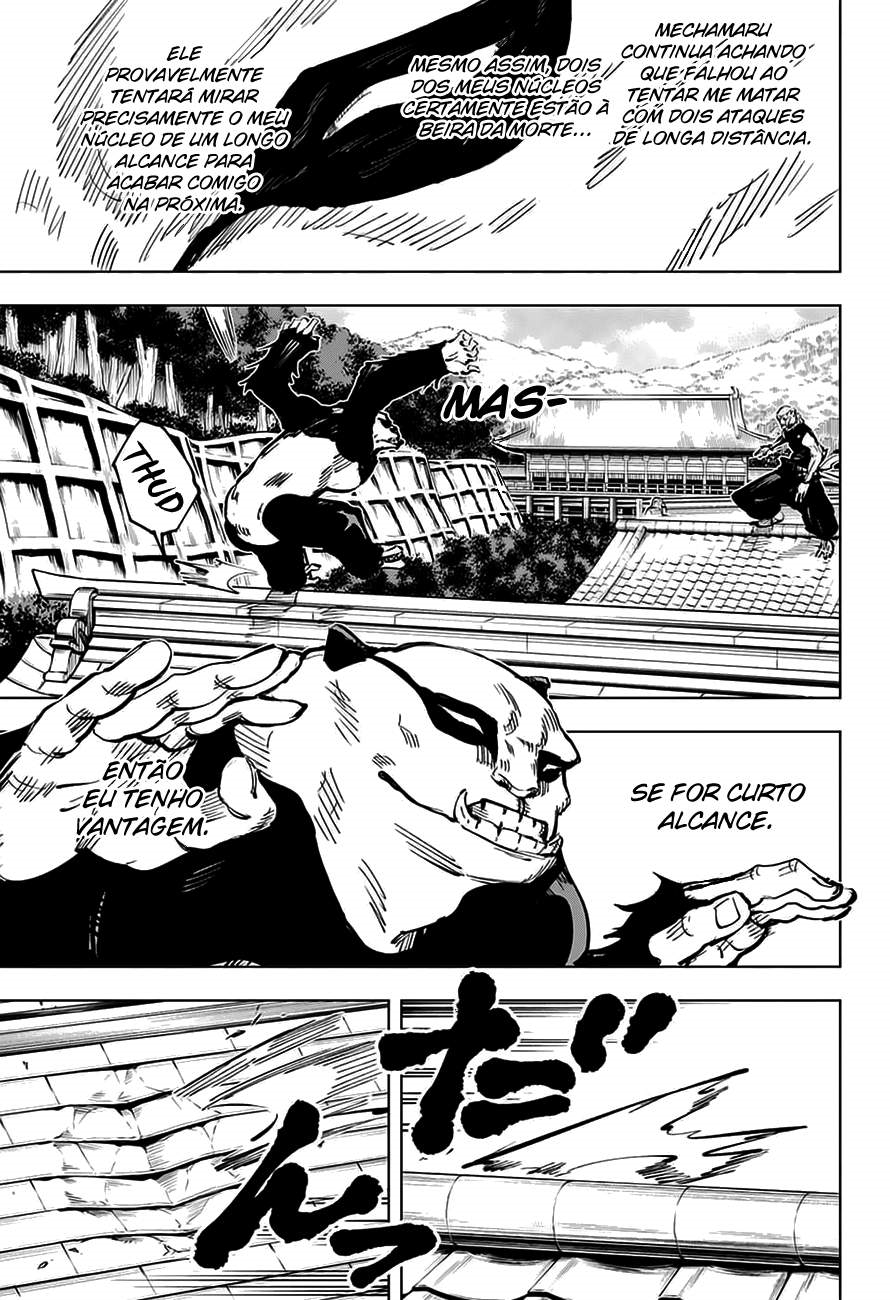 MECHAMARU
CONTINUA ACHANDO
QUE FALHOU AO
TENTAR ME MATAR
COM DOIS ATAQUES
DE LONGA DISTÂNCIA.
MESMO ASSIM, DOIS
DOS MEUS NÚCLEOS
CERTAMENTE ESTÃO À
BEIRA DA MORTE...
ELE
PROVAVELMENTE
TENTARÁ MIRAR
PRECISAMENTE O MEU
NÚCLEO DE UM LONGO
ALCANCE PARA
ACABAR COMIGO
NA PRÓXIMA.
MAS-
THUD
SE FOR CURTO
ALCANCE.
ENTÃO
EU TENHO
VANTAGEM.
だんっ